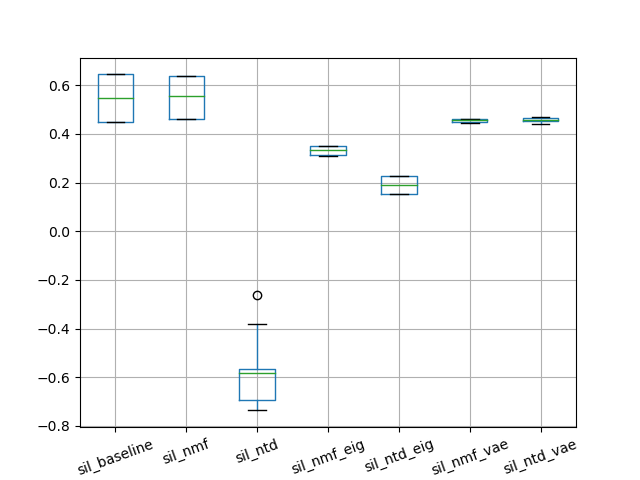 0.6
0.4
0.2
0.0
−0.2
−0.4
−0.6
−0.8
sil_baseline
sil_nmf
sil_ntd
sil_nmf_eig
sil_ntd_eig
sil_nmf_vae
sil_ntd_vae